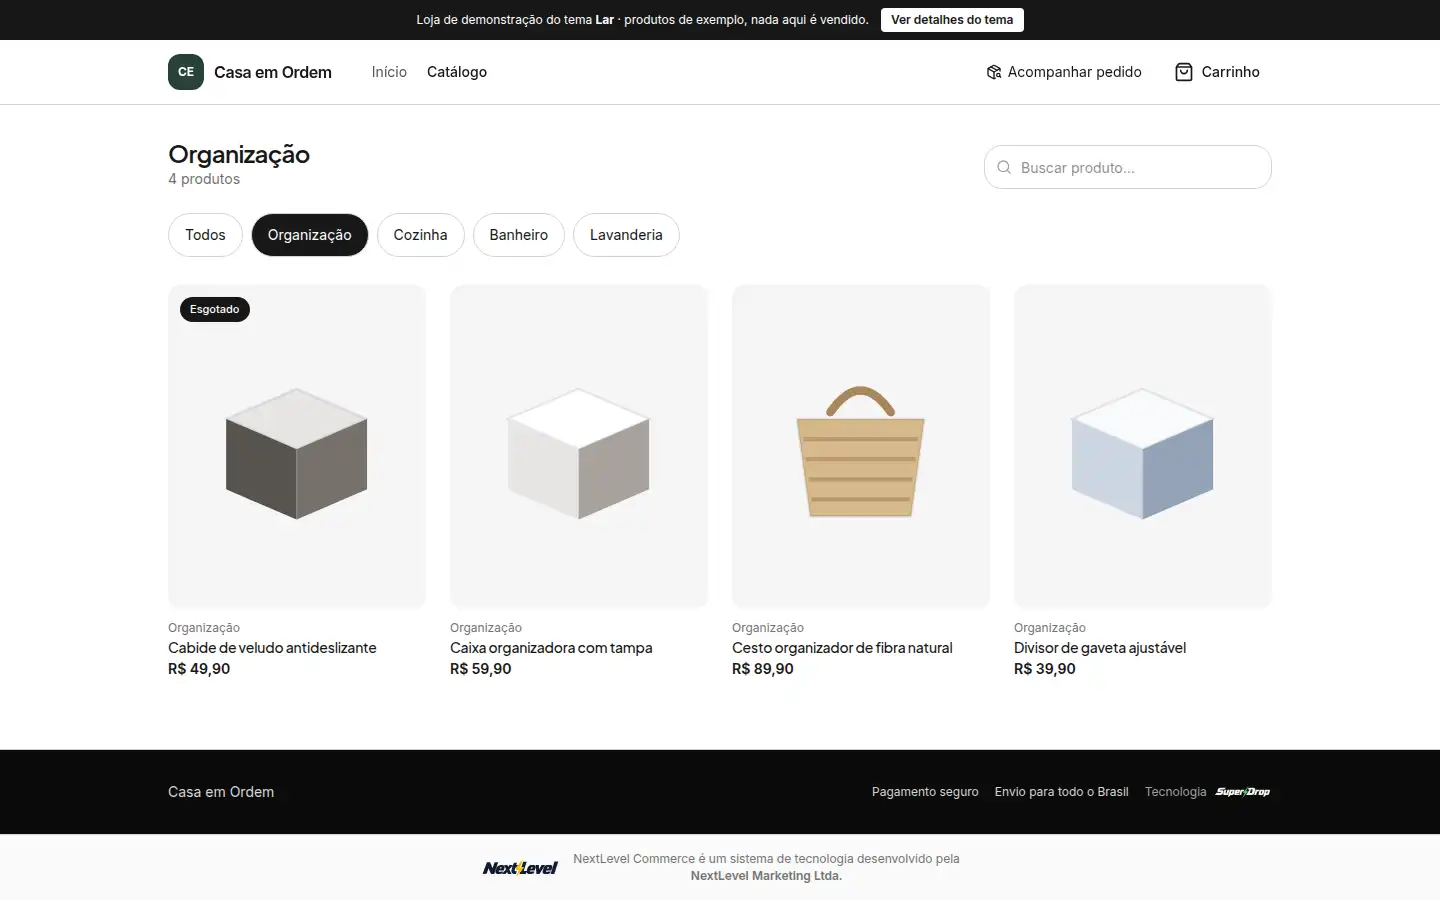 Loja de demonstração do tema Lar · produtos de exemplo, nada aqui é vendido. Ver detalhes do tema
CE Casa em Ordem Início Catálogo Acompanhar pedido Carrinho
Organização
4 produtos
Buscar produto...
Todos Organização Cozinha Banheiro Lavanderia
Esgotado
Organização Organização Organização Organização
Cabide de veludo antideslizante Caixa organizadora com tampa Cesto organizador de fibra natural Divisor de gaveta ajustável
R$ 49,90 R$ 59,90 R$ 89,90 R$ 39,90
Casa em Ordem Pagamento seguro Envio para todo o Brasil Tecnologia SuperDrop
NextLevel NextLevel Commerce é um sistema de tecnologia desenvolvido pela
NextLevel Marketing Ltda.